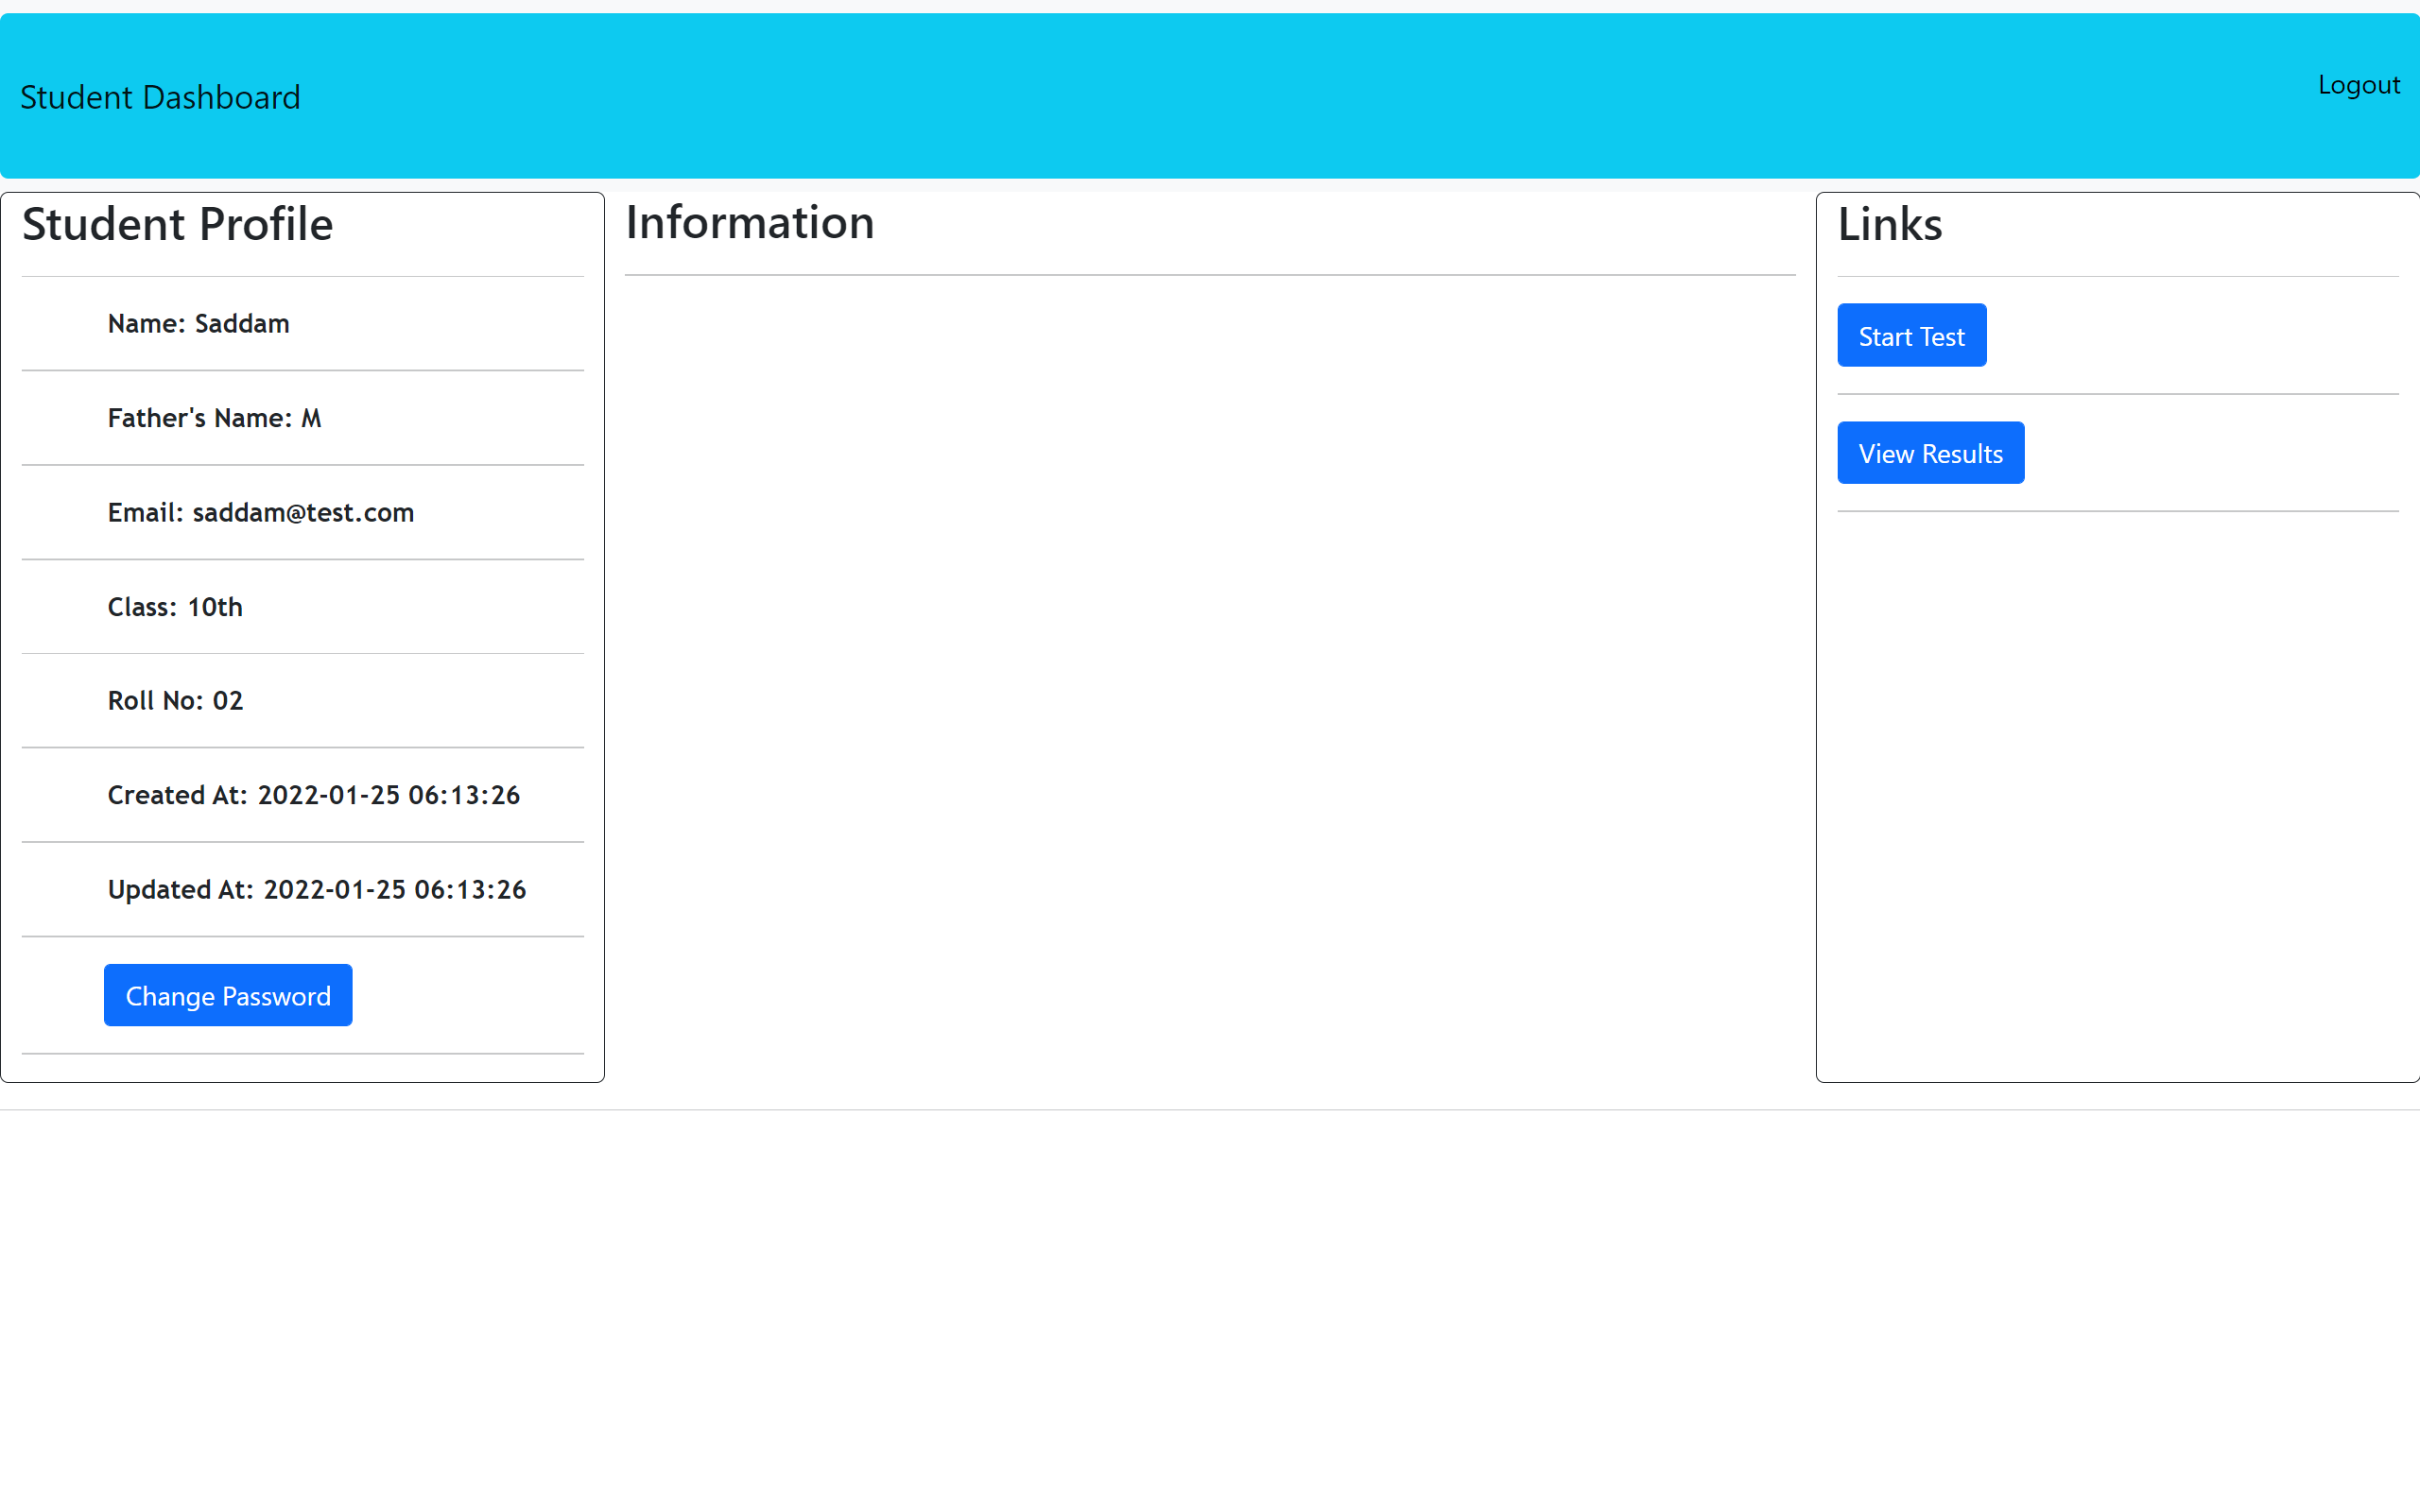 Student Dashboard
Logout
Student Profile
Name: Saddam
Father's Name: M
Email: saddam@test.com
Class: 10th
Roll No: 02
Created At: 2022-01-25 06:13:26
Updated At: 2022-01-25 06:13:26
Change Password
Information
Links
Start Test
View Results